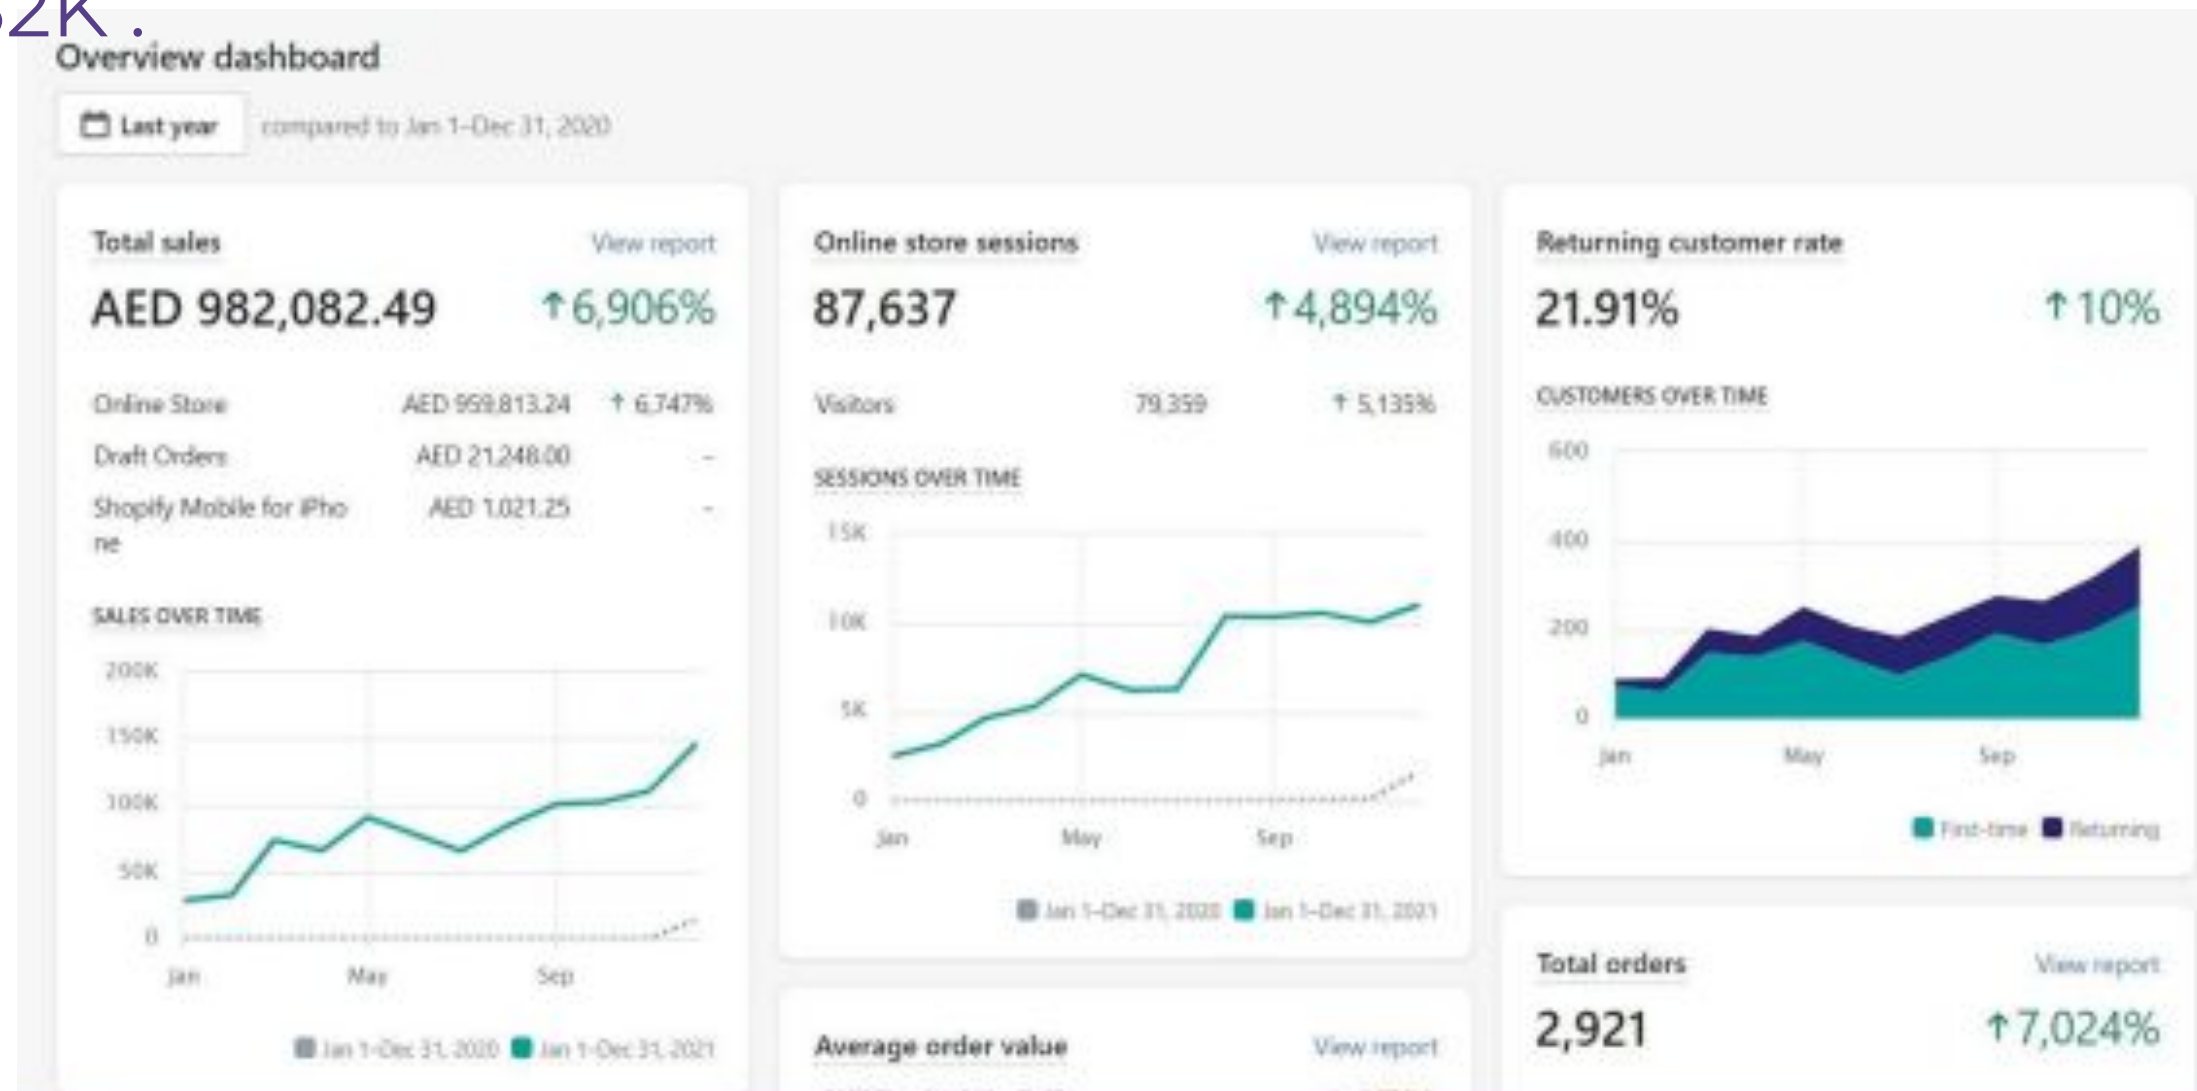 2K .
Overview dashboard
Last year compared to Jan 1–Dec 31, 2020
Total sales View report
AED 982,082.49 ↑6,906%
Online Store AED 959,813.24 ↑ 6,747%
Draft Orders AED 21,248.00 -
Shopify Mobile for iPho AED 1,021.25 -
ne
SALES OVER TIME
200K
150K
100K
50K
0
Jan May Sep
Jan 1–Dec 31, 2020 Jan 1–Dec 31, 2021
Online store sessions View report
87,637 ↑4,894%
Visitors 79,359 ↑ 5,135%
SESSIONS OVER TIME
15K
10K
5K
0
Jan May Sep
Jan 1–Dec 31, 2020 Jan 1–Dec 31, 2021
Average order value View report
Returning customer rate
21.91% ↑10%
CUSTOMERS OVER TIME
600
400
200
0
Jan May Sep
First-time Returning
Total orders View report
2,921 ↑7,024%